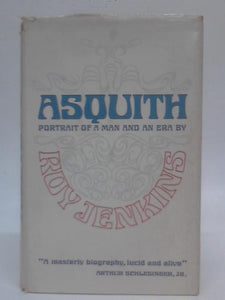 ASQUITH
PORTRAIT OF A MAN AND AN ERA BY
ROY JENKINS
"A masterly biography, lucid and alive"
ARTHUR SCHLESINGER, JR.